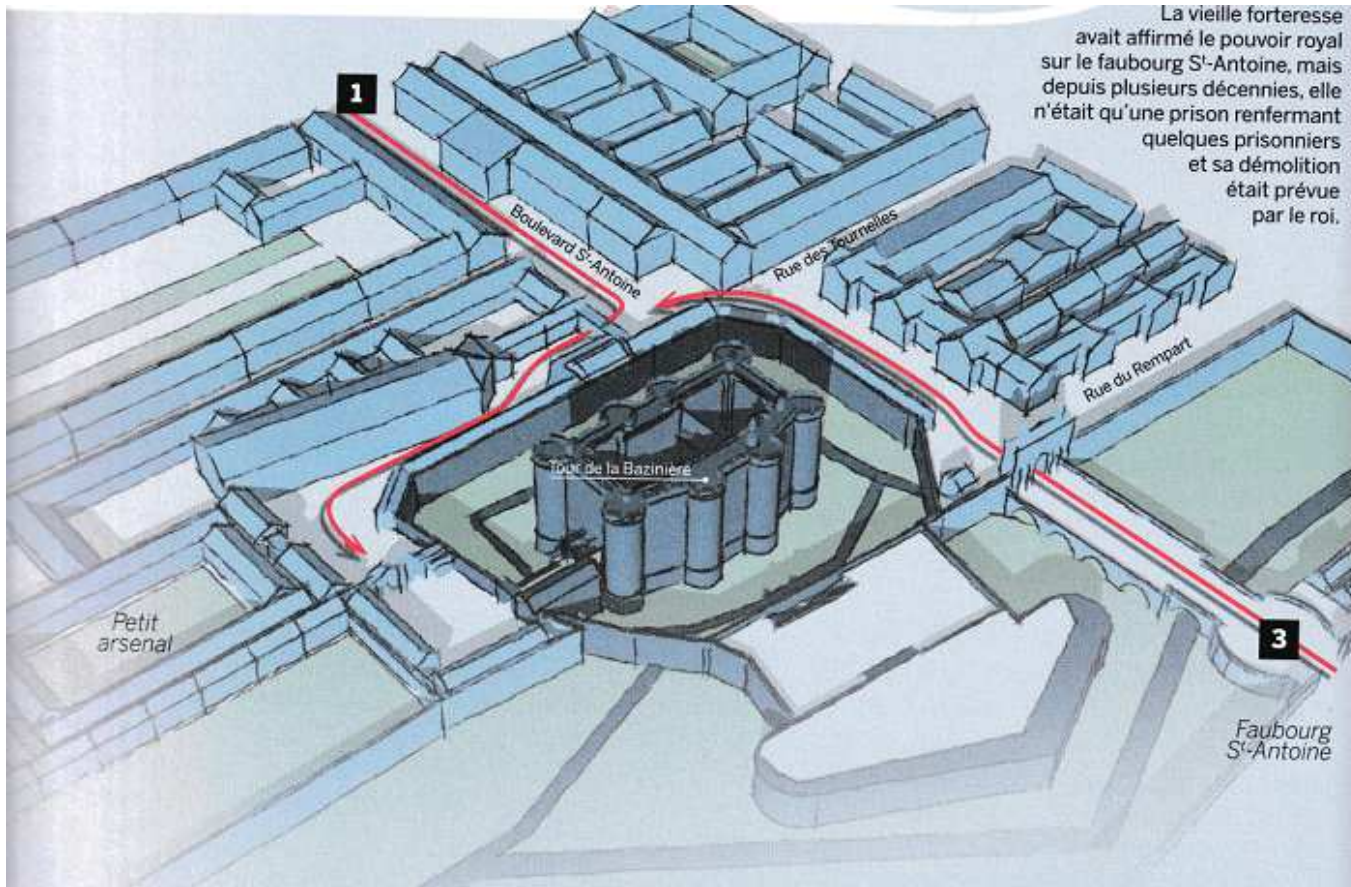 La vieille forteresse
avait affirmé le pouvoir royal
sur le faubourg Sᵗ-Antoine, mais
depuis plusieurs décennies, elle
n'était qu'une prison renfermant
quelques prisonniers
et sa démolition
était prévue
par le roi.
1
Boulevard Sᵗ-Antoine
Rue des Tournelles
Rue du Rempart
Tour de la Bazinière
Petit
arsenal
3
Faubourg
Sᵗ-Antoine